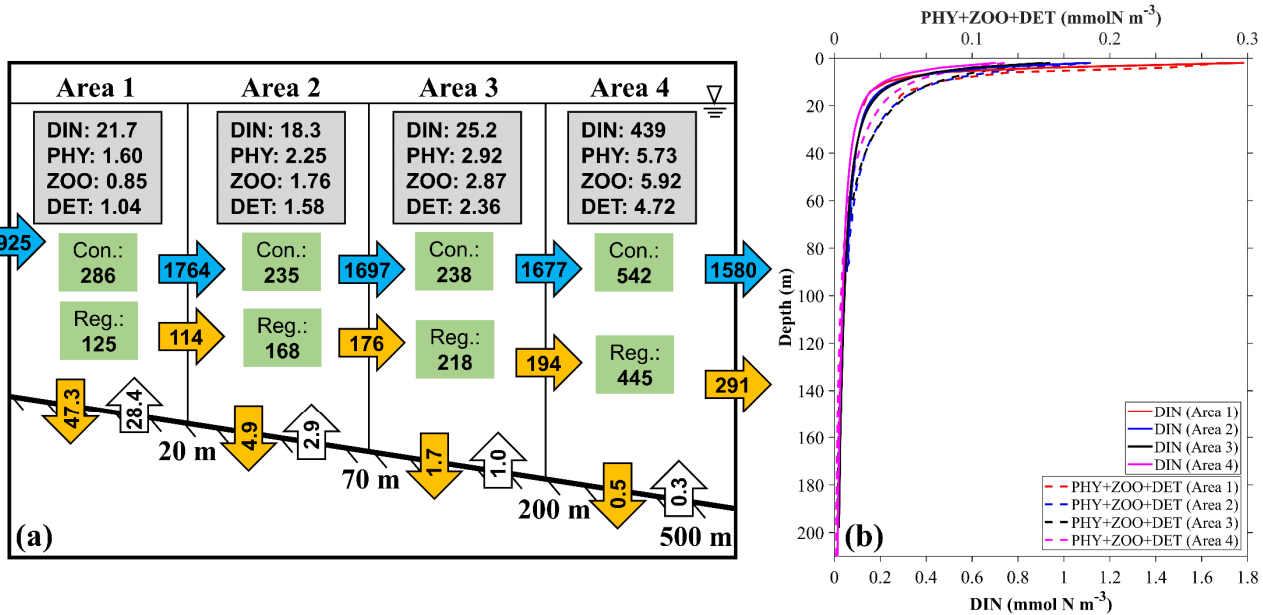 Area 1 Area 2 Area 3 Area 4
DIN: 21.7
PHY: 1.60
ZOO: 0.85
DET: 1.04
DIN: 18.3
PHY: 2.25
ZOO: 1.76
DET: 1.58
DIN: 25.2
PHY: 2.92
ZOO: 2.87
DET: 2.36
DIN: 439
PHY: 5.73
ZOO: 5.92
DET: 4.72
925
Con.:
286
1764
Con.:
235
1697
Con.:
238
1677
Con.:
542
1580
Reg.:
125
114
Reg.:
168
176
Reg.:
218
194
Reg.:
445
291
47.3
28.4
20 m
4.9
2.9
70 m
1.7
1.0
200 m
0.5
0.3
500 m
(a)
PHY+ZOO+DET (mmolN m-3)
0 0.1 0.2 0.3
0
20
40
60
80
100
120
140
160
180
200
Depth (m)
DIN (Area 1)
DIN (Area 2)
DIN (Area 3)
DIN (Area 4)
PHY+ZOO+DET (Area 1)
PHY+ZOO+DET (Area 2)
PHY+ZOO+DET (Area 3)
PHY+ZOO+DET (Area 4)
(b)
0 0.2 0.4 0.6 0.8 1 1.2 1.4 1.6 1.8
DIN (mmol N m-3)